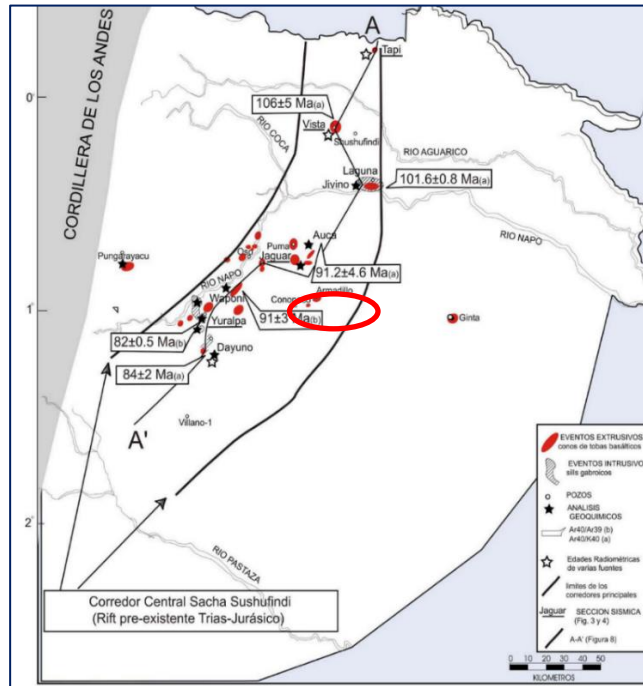 A
Tapi
CORDILLERA DE LOS ANDES
0'
106±5 Ma(a)
RIO COCA
Vista
Shushufindi
RIO AGUARICO
Laguna
Jivino
101.6±0.8 Ma(a)
RIO NAPO
Auca
Puma
Pungarayacu
Jaguar
91.2±4.6 Ma(a)
RIO NAPO
Armadillo
Waponi
1'
91±3 Ma(b)
Ginta
Yuralpa
82±0.5 Ma(b)
Dayuno
84±2 Ma(a)
Villano-1
A'
2'
RIO PASTAZA
Corredor Central Sacha Sushufindi
(Rift pre-existente Trias-Jurásico)
EVENTOS EXTRUSIVOS
conos de tobas basálticos
EVENTOS INTRUSIVO
sills gabroicos
POZOS
ANALISIS
GEOQUIMICOS
Ar40/Ar39 (b)
Ar40/K40 (a)
Edades Radiométricas
de varias fuentes
limites de los
corredores principales
Jaguar
SECCION SISMICA
(Fig. 3 y 4)
A-A' (Figura 8)
0 10 20 30 40 50
KILOMETROS